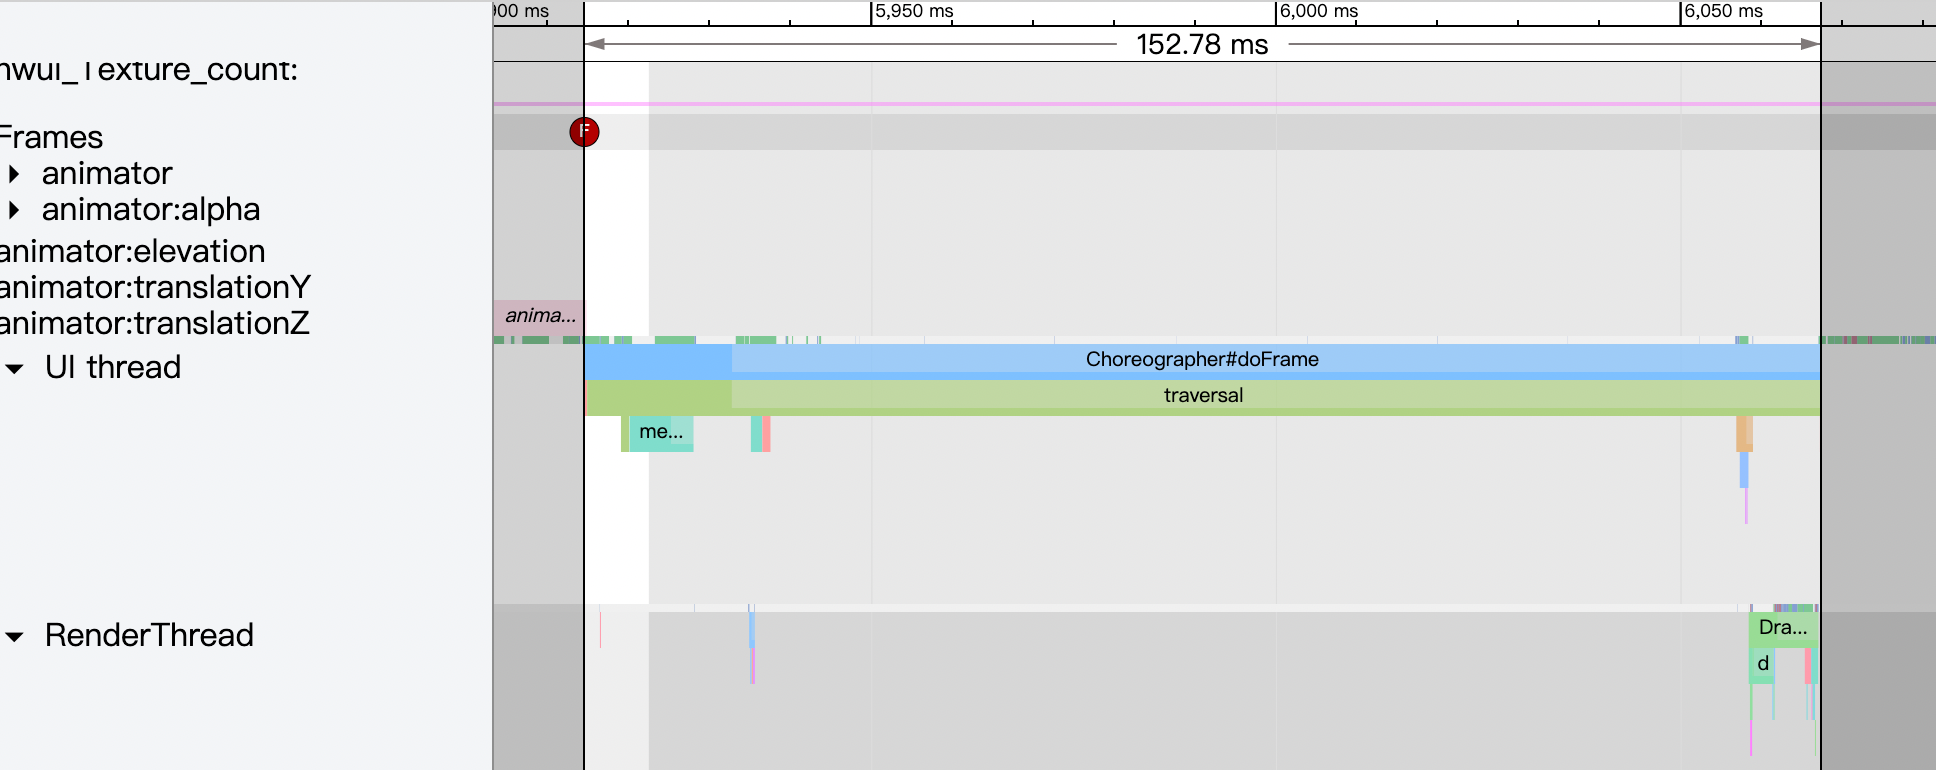 00 ms 5,950 ms 6,000 ms 6,050 ms
152.78 ms
hwui_Texture_count:
Frames
F
animator
animator:alpha
animator:elevation
animator:translationY
anima...
animator:translationZ
UI thread
Choreographer#doFrame
traversal
me...
RenderThread
Dra...
d